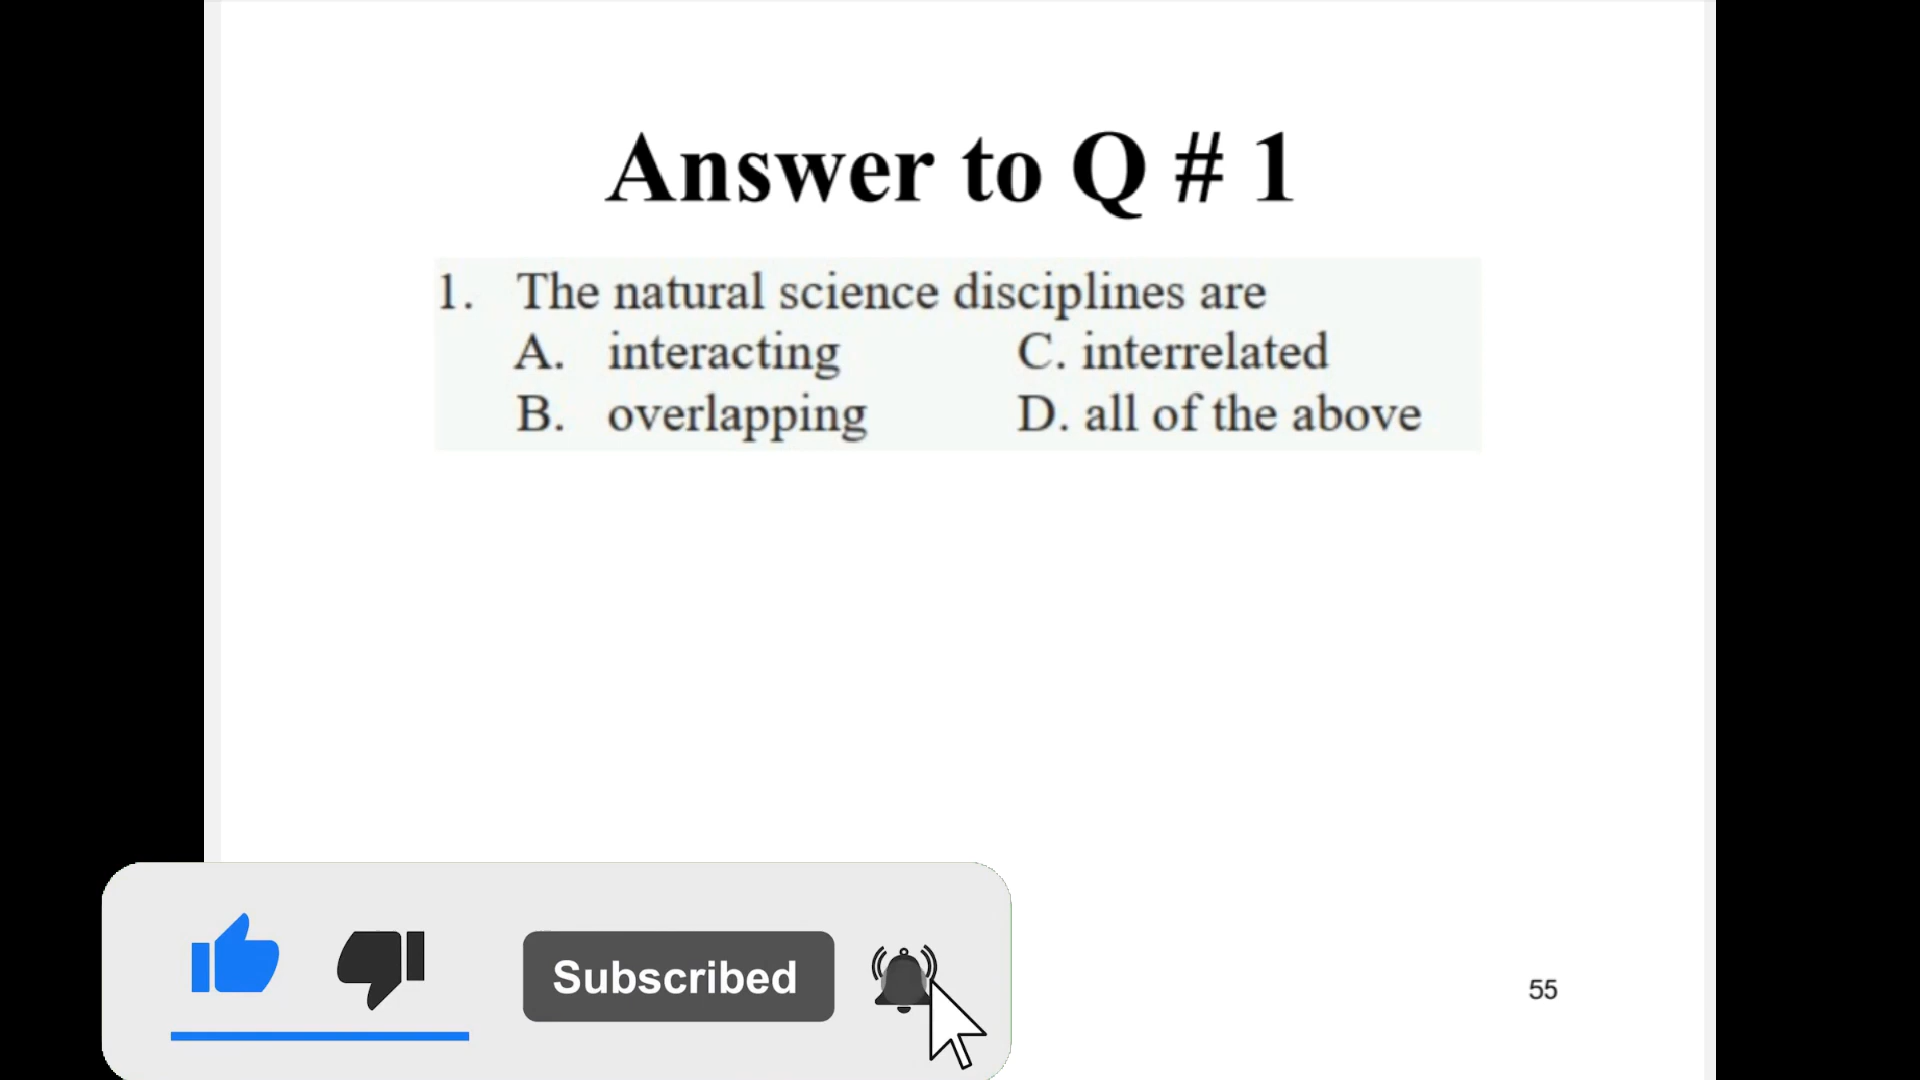 Answer to Q # 1
1. The natural science disciplines are
A. interacting C. interrelated
B. overlapping D. all of the above
Subscribed
55